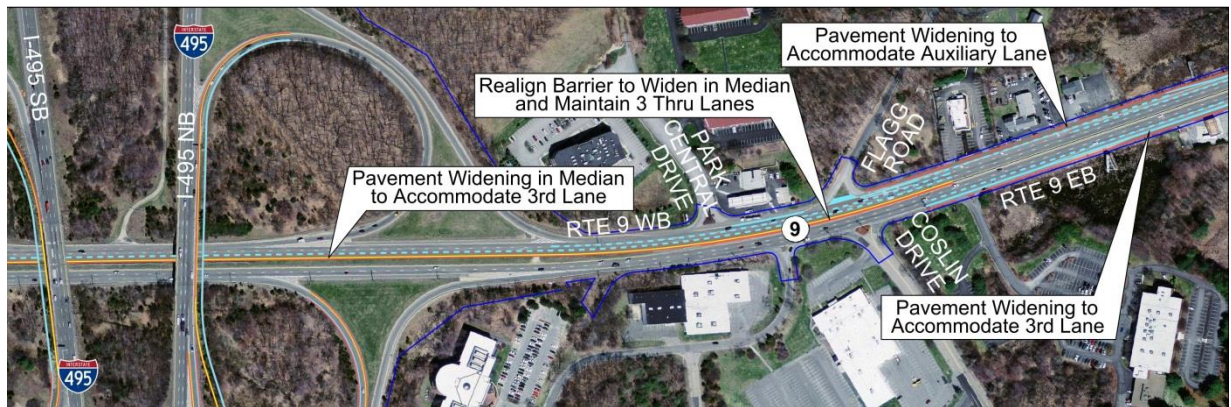 I-495 SB
INTERSTATE
495
I-495 NB
Pavement Widening in Median
to Accommodate 3rd Lane
RTE 9 WB
PARK
CENTRAL
DRIVE
Realign Barrier to Widen in Median
and Maintain 3 Thru Lanes
9
FLAGG
ROAD
Pavement Widening to
Accommodate Auxiliary Lane
COSLIN
DRIVE
RTE 9 EB
Pavement Widening to
Accommodate 3rd Lane
INTERSTATE
495